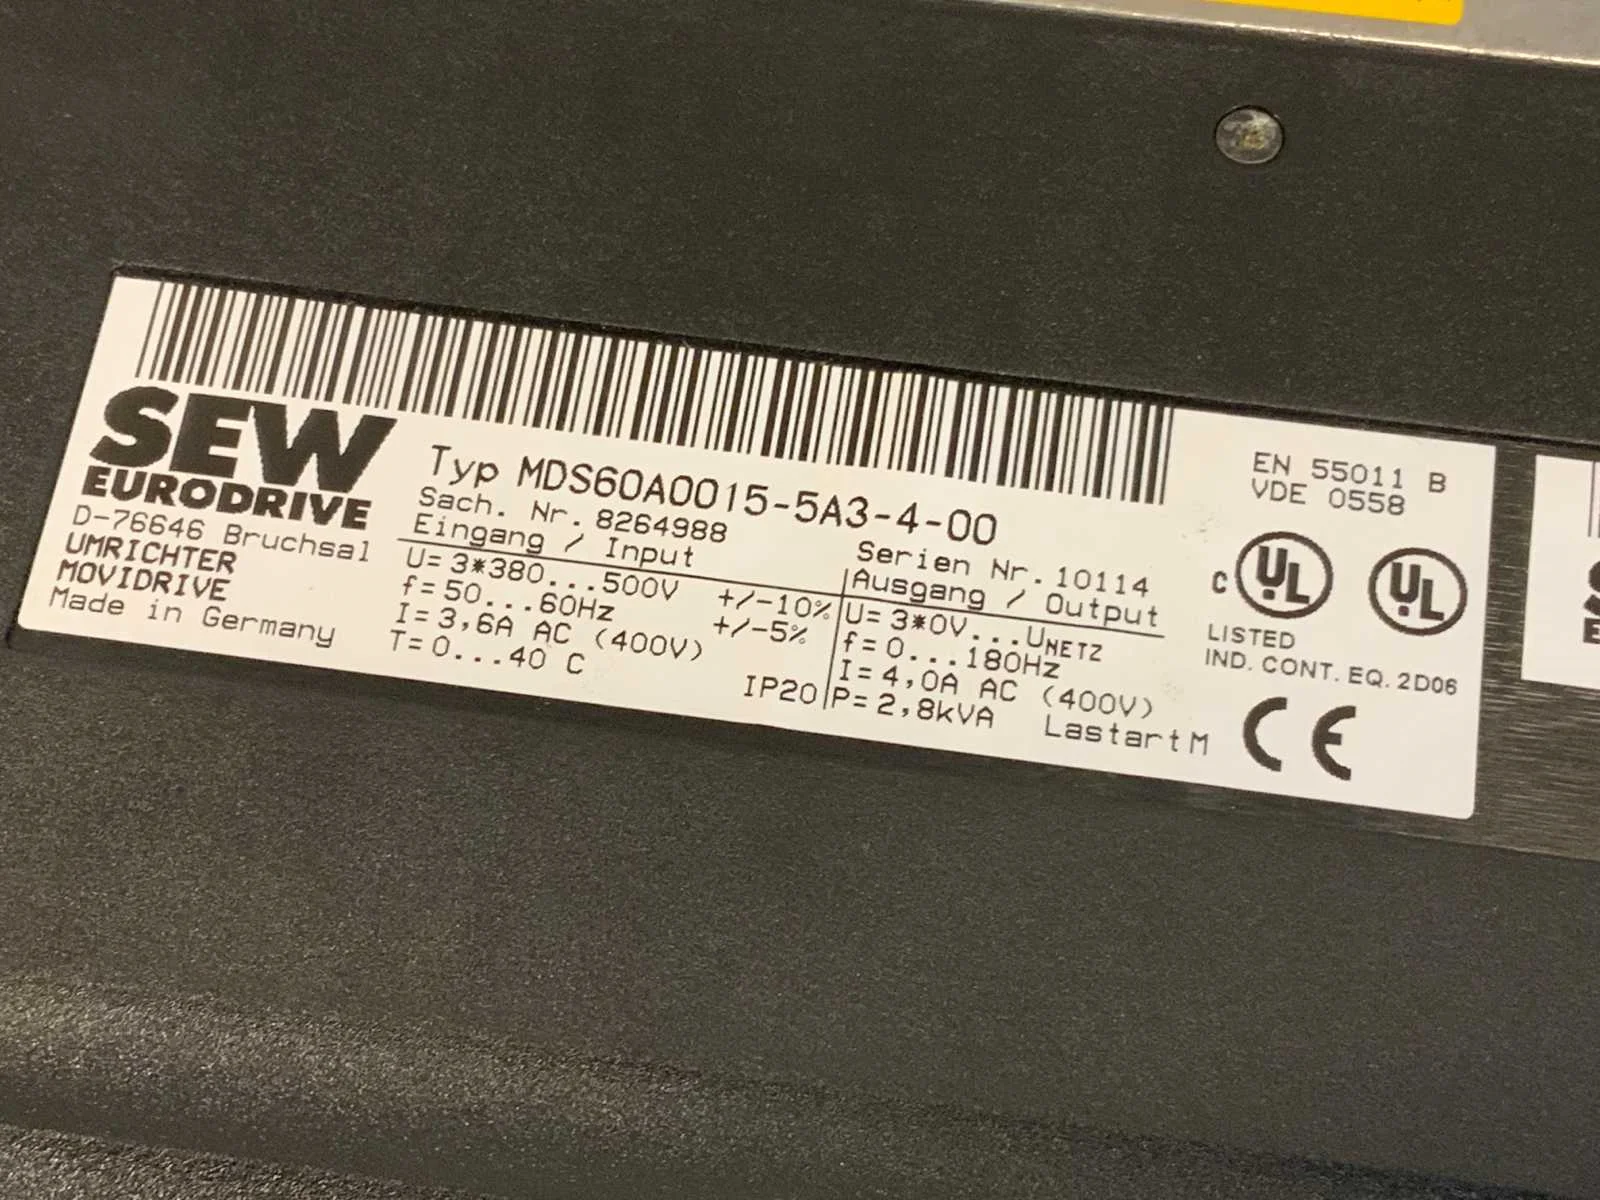 SEW
EURODRIVE
D-76646 Bruchsal
UMRICHTER
MOVIDRIVE
Made in Germany
Typ MDS60A0015-5A3-4-00
Sach. Nr. 8264988
Serien Nr. 10114
Eingang / Input
U= 3*380...500V +/-10%
f= 50...60Hz +/-5%
I= 3,6A AC (400V)
T= 0...40 C
IP20
Ausgang / Output
U= 3*0V...UNETZ
f= 0...180Hz
I= 4,0A AC (400V)
P= 2,8kVA LastartM
EN 55011 B
VDE 0558
c UL UL
LISTED
IND. CONT. EQ. 2D06
CE